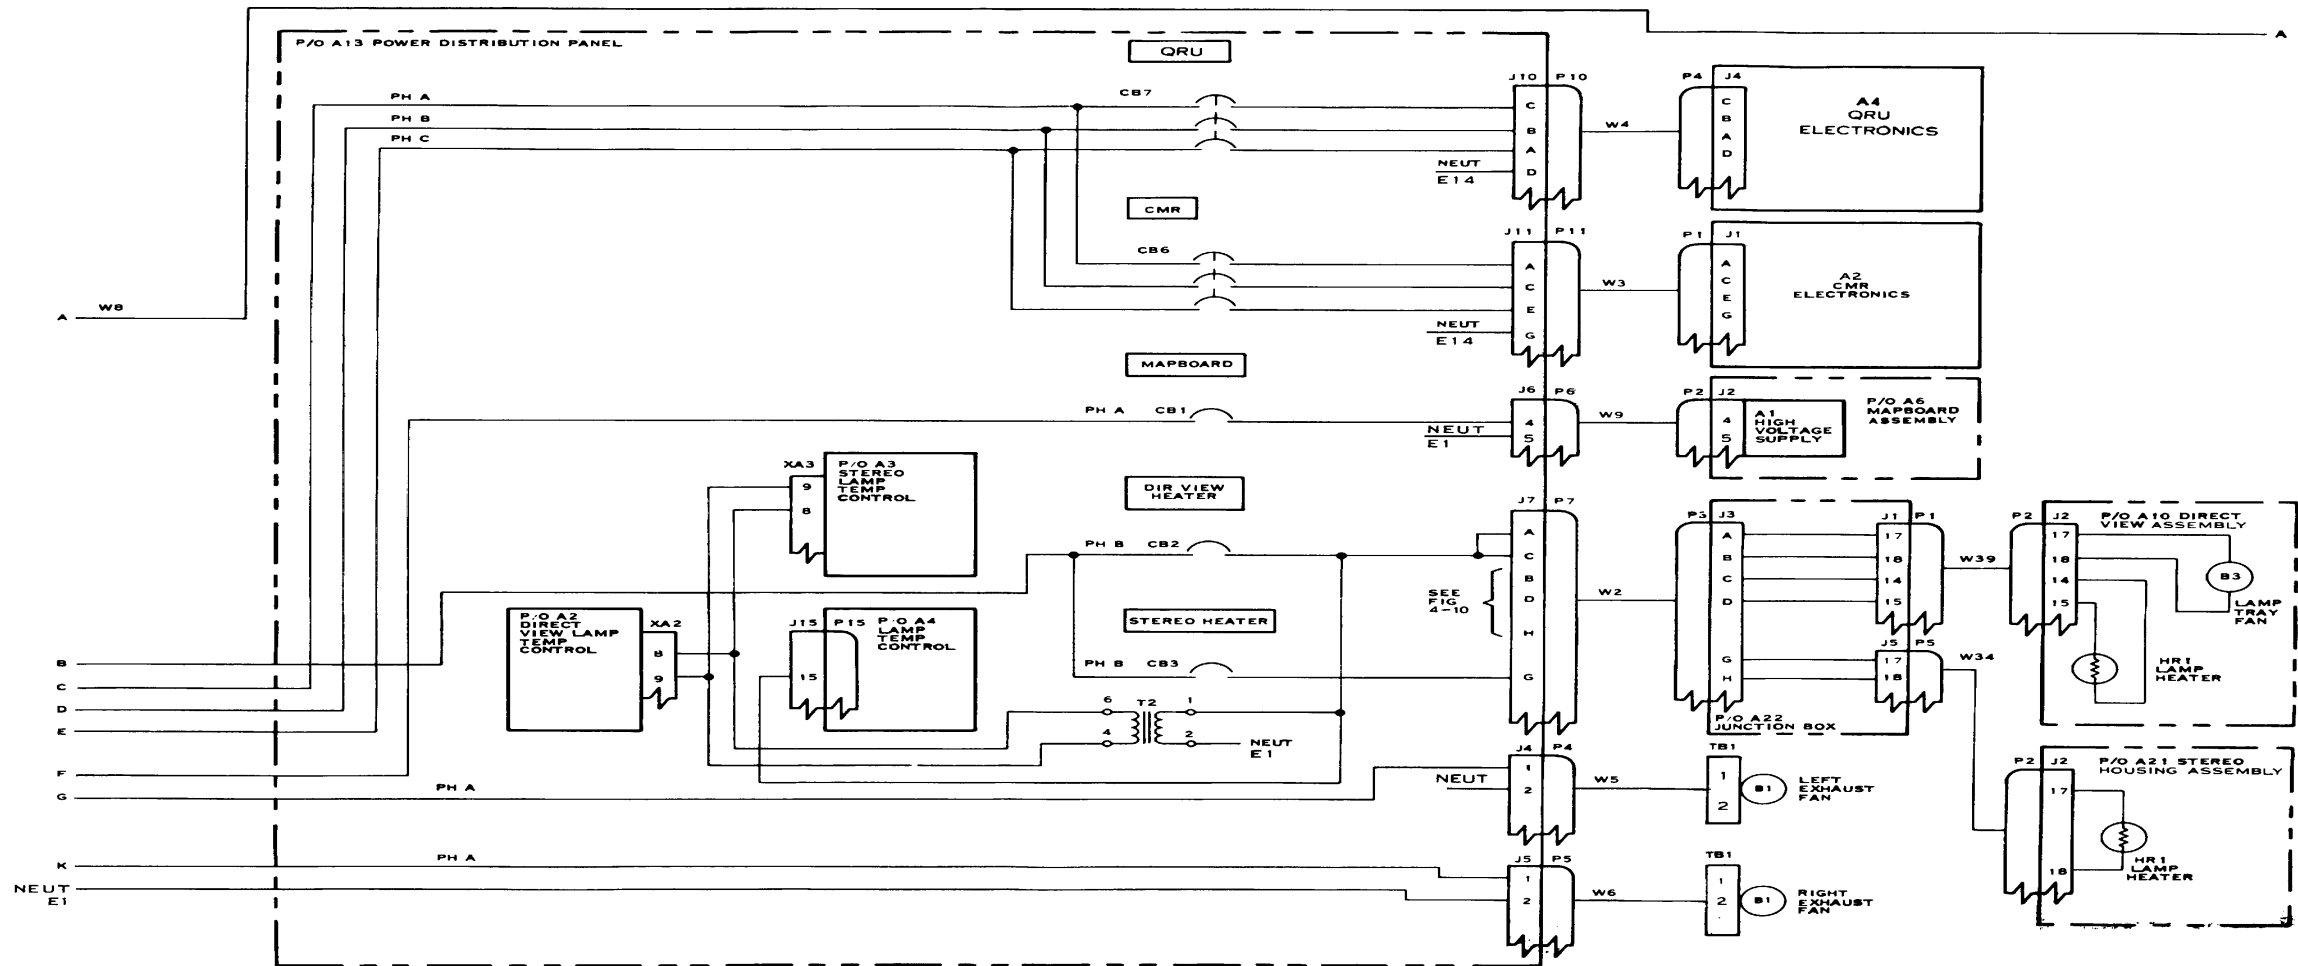 P/O A13 POWER DISTRIBUTION PANEL
A
QRU
PH A
CB7
PH B
PH C
J10 P10
C
B
A
D
NEUT
E14
W4
P4 J4
C
B
A
D
A4
QRU
ELECTRONICS
CMR
CB6
J11 P11
A
C
E
G
NEUT
E14
W3
P1 J1
A
C
E
G
A2
CMR
ELECTRONICS
A W8
MAPBOARD
PH A CB1
J6 P6
4
5
NEUT
E1
W9
P2 J2
4
5
A1
HIGH
VOLTAGE
SUPPLY
P/O A6
MAPBOARD
ASSEMBLY
XA3
9
8
P/O A3
STEREO
LAMP
TEMP
CONTROL
DIR VIEW
HEATER
PH B CB2
J7 P7
A
C
B
D
H
G
SEE
FIG
4-10
W2
P3 J3
A
B
C
D
G
H
J1 P1
17
18
14
15
J5 P5
17
18
P/O A22
JUNCTION BOX
W39
W34
P2 J2
17
18
14
15
P/O A10 DIRECT
VIEW ASSEMBLY
B3
LAMP
TRAY
FAN
HR1
LAMP
HEATER
P/O A2
DIRECT
VIEW LAMP
TEMP
CONTROL
XA2
8
9
J15 P15
15
P/O A4
LAMP
TEMP
CONTROL
STEREO HEATER
PH B CB3
6
4
T2
1
2
NEUT
E1
B
C
D
E
F
G
PH A
J4 P4
1
2
NEUT
W5
TB1
1
2
B1
LEFT
EXHAUST
FAN
P2 J2
17
18
P/O A21 STEREO
HOUSING ASSEMBLY
HR1
LAMP
HEATER
K
PH A
NEUT
E1
J5 P5
1
2
W6
TB1
1
2
B1
RIGHT
EXHAUST
FAN